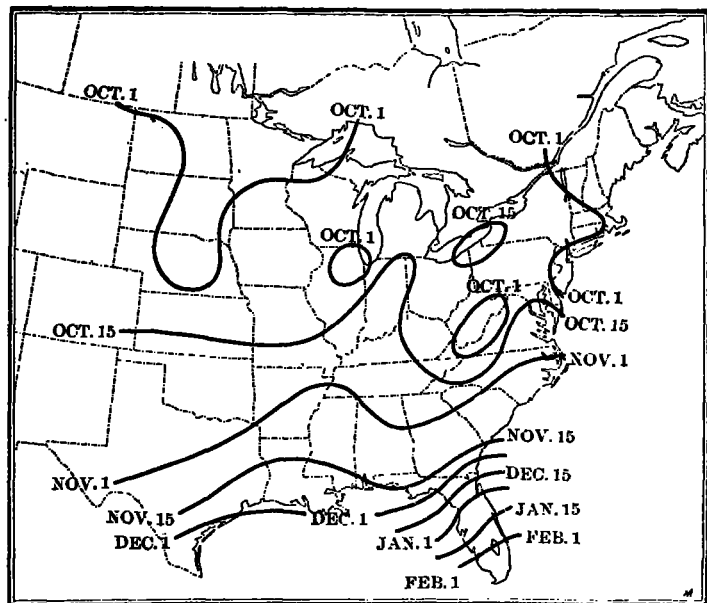 OCT. 1
OCT. 1
OCT. 1
OCT. 15
OCT. 1
OCT. 1
OCT. 1
OCT. 15
OCT. 15
NOV. 1
NOV. 15
DEC. 15
NOV. 1
NOV. 15
DEC. 1
JAN. 15
DEC. 1
JAN. 1
FEB. 1
FEB. 1